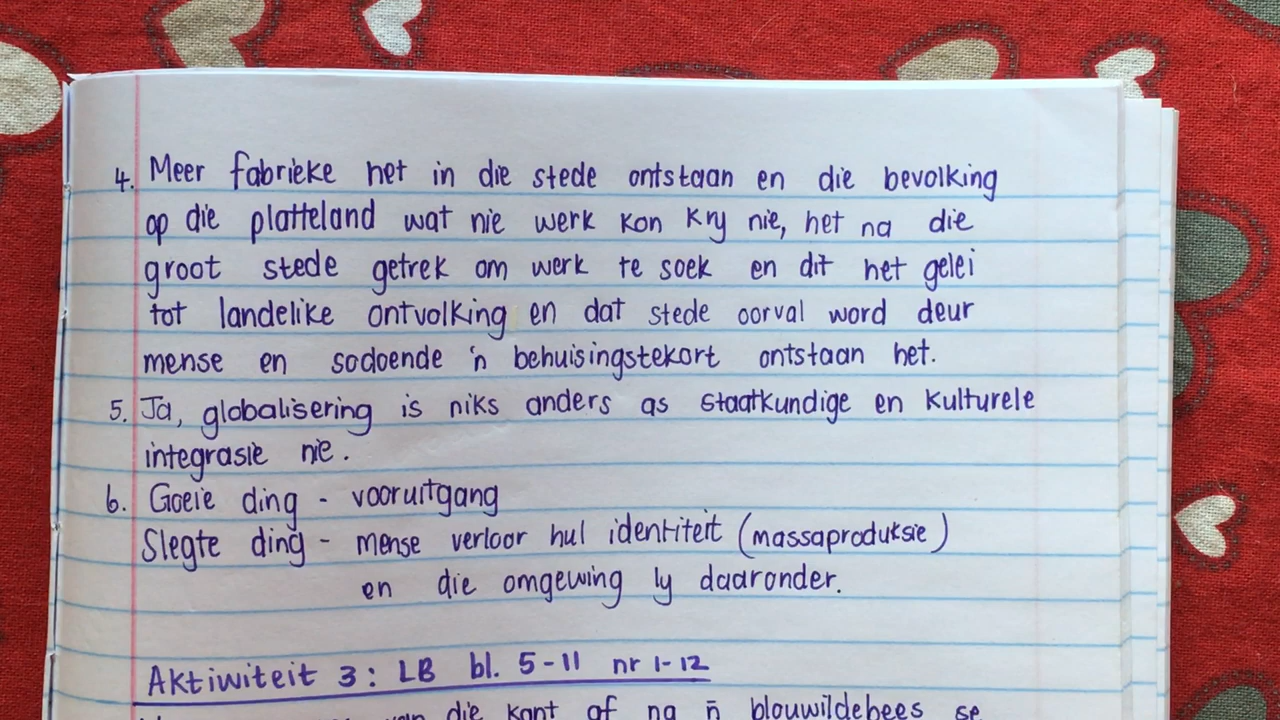 4. Meer fabrieke het in die stede ontstaan en die bevolking
op die platteland wat nie werk kon kry nie, het na die
groot stede getrek om werk te soek en dit het gelei
tot landelike ontvolking en dat stede oorval word deur
mense en sodoende 'n behuisingstekort ontstaan het.
5. Ja, globalisering is niks anders as staatkundige en kulturele
integrasie nie.
6. Goeie ding - vooruitgang
Slegte ding - mense verloor hul identiteit (massaproduksie)
en die omgewing ly daaronder.
Aktiwiteit 3: LB bl. 5-11 nr 1-12
van die kant af na 'n blouwildebees se